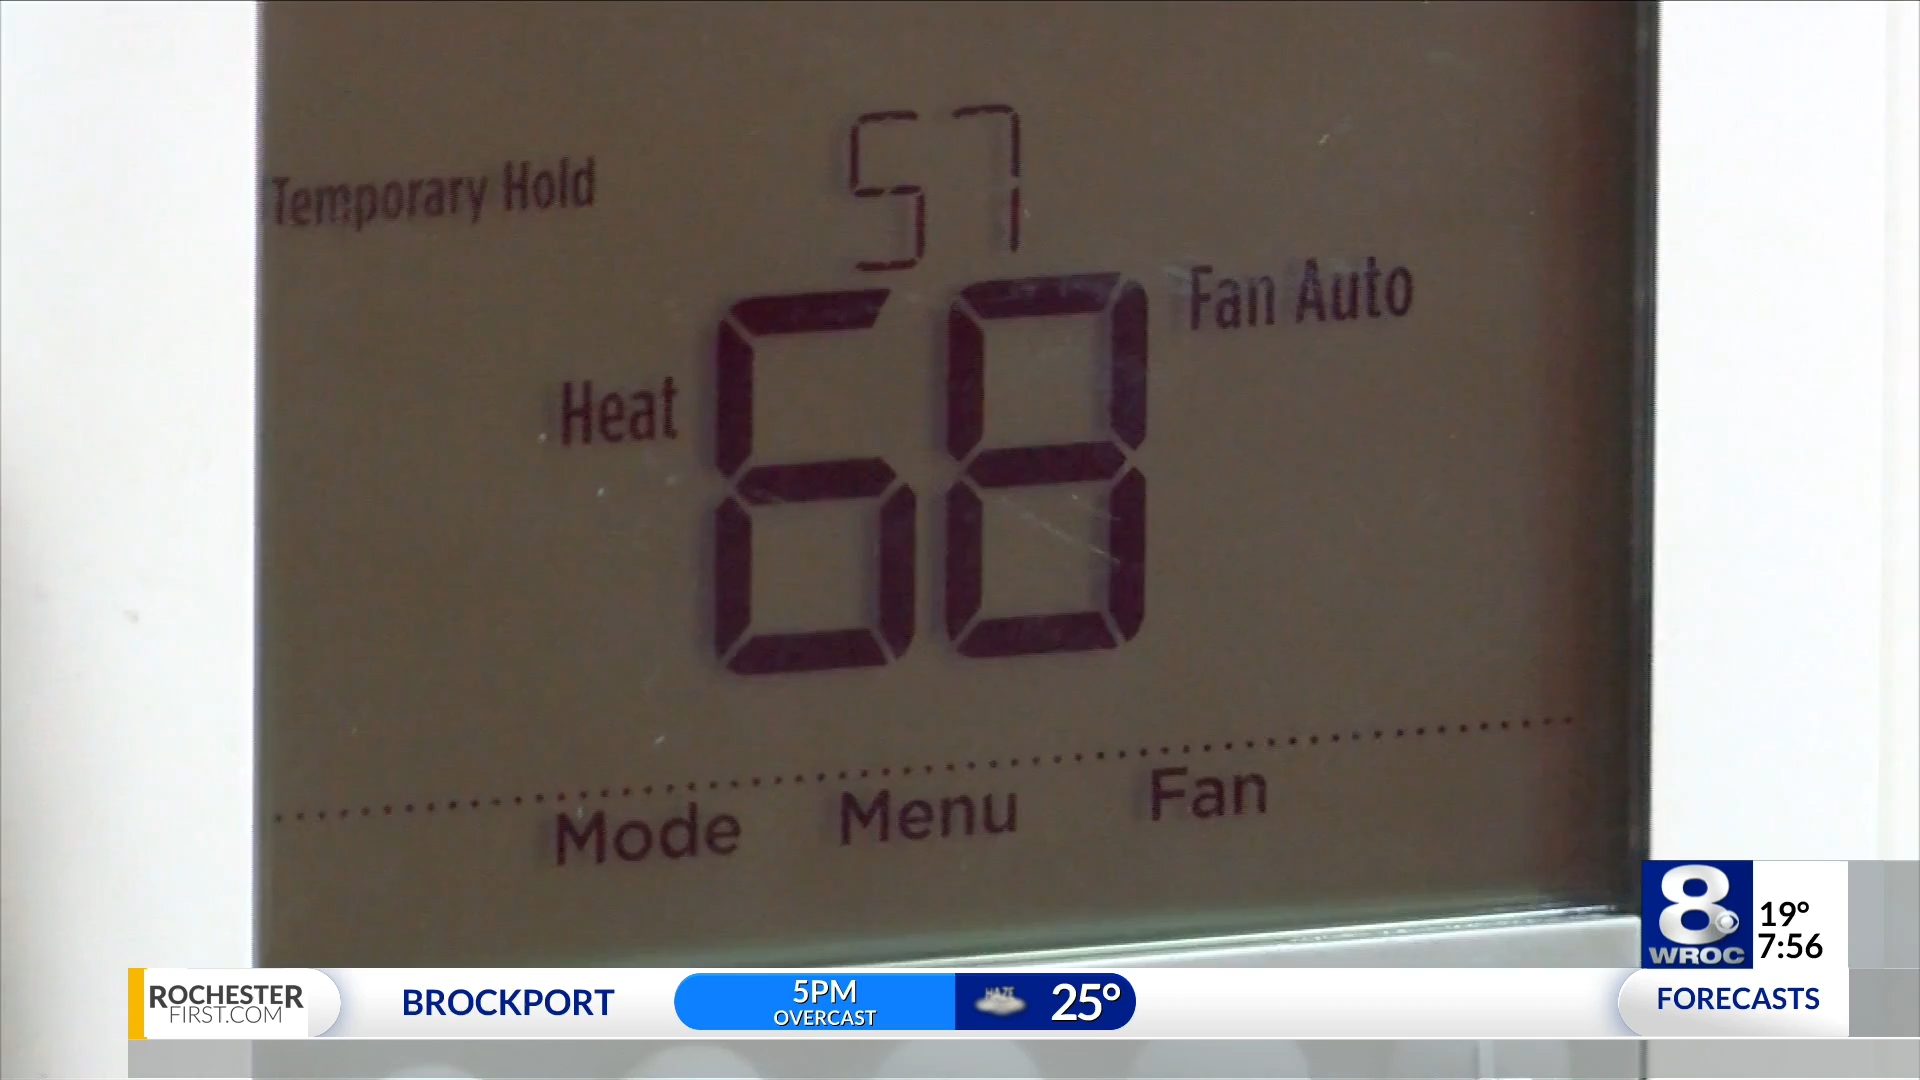 57
Temporary Hold
Fan Auto
Heat
68
Mode Menu Fan
8
WROC
19°
7:56
ROCHESTER
FIRST.COM
BROCKPORT
5PM
OVERCAST
HAZE
25°
FORECASTS